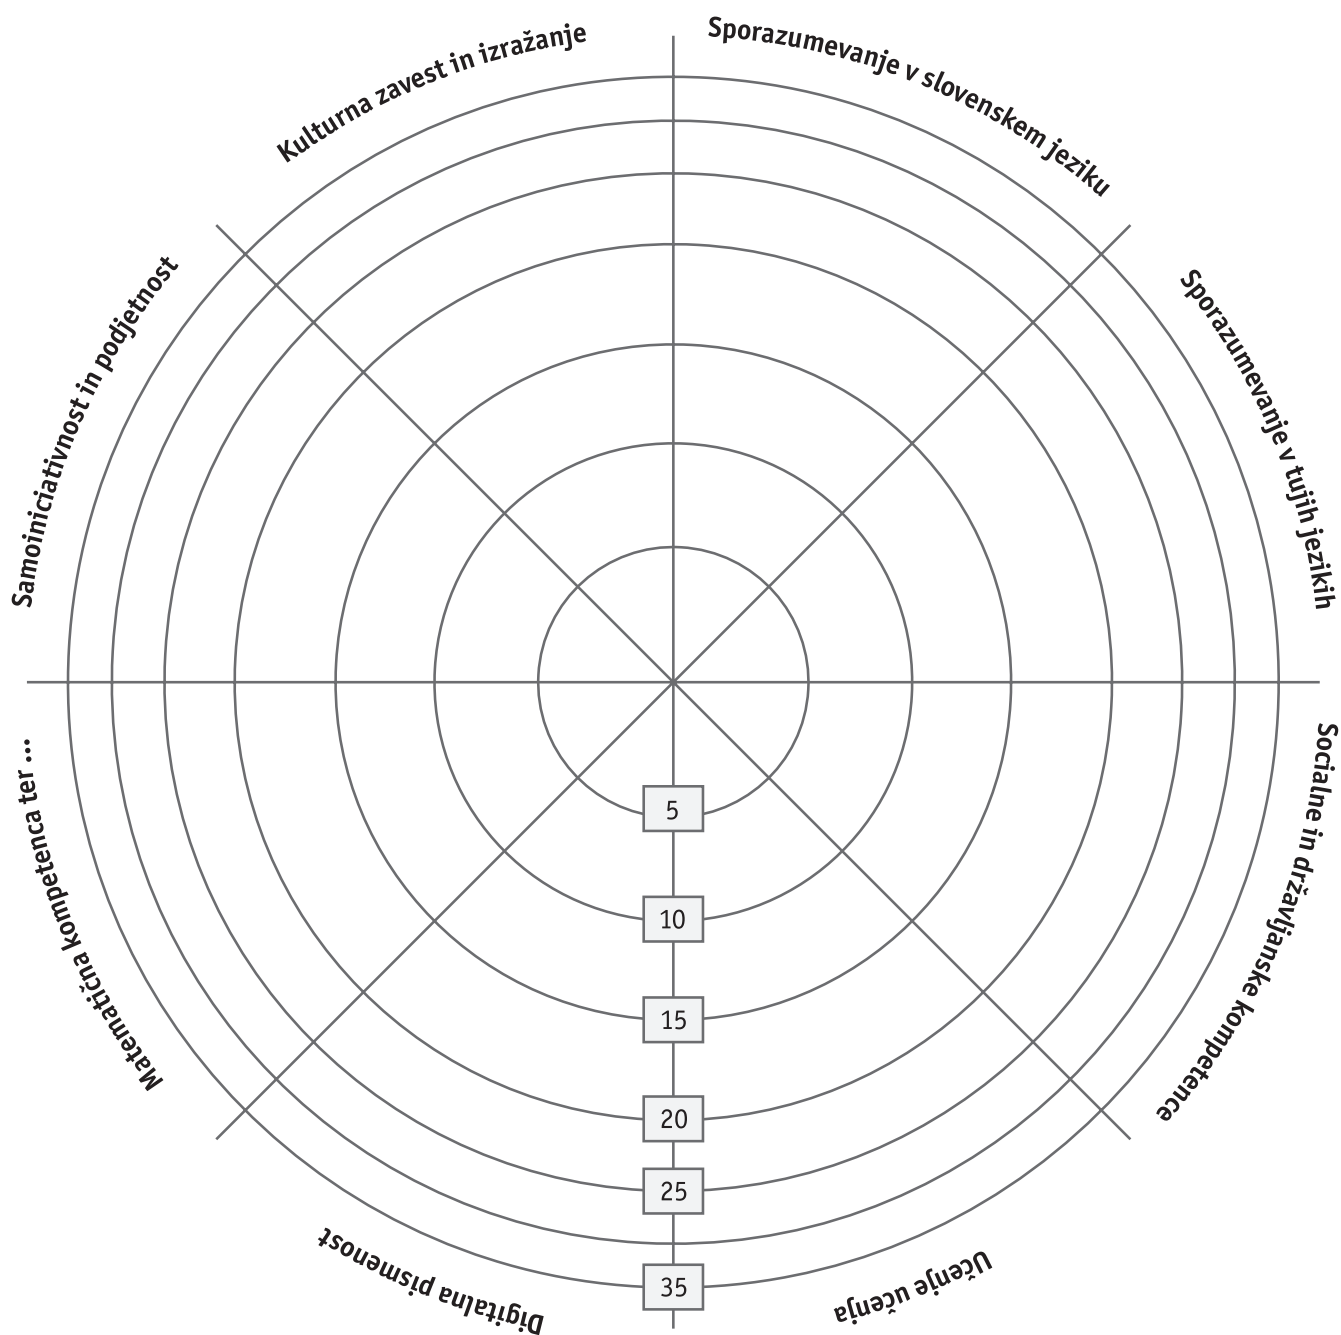 Kulturna zavest in izražanje
Sporazumevanje v slovenskem jeziku
Sporazumevanje v tujih jezikih
Socialne in državljanske kompetence
Učenje učenja
Digitalna pismenost
Matematična kompetenca ter ...
Samoiniciativnost in podjetnost
5
10
15
20
25
35